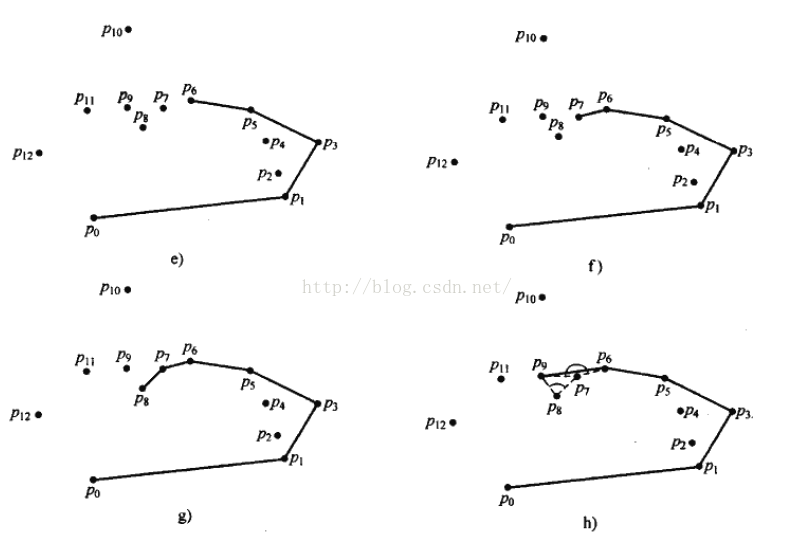 p10
p6
p11 p9 p7
p8 p5
p4 p3
p12
p2
p1
p0
e)
p10
p6
p11 p9 p7
p8 p5
p4 p3
p12
p2
p1
p0
f)
http://blog.csdn.net/
p10
p6
p11 p9 p7
p8 p5
p4 p3
p12
p2
p1
p0
g)
p10
p6
p11 p9
p7
p8 p5
p4 p3
p12
p2
p1
p0
h)